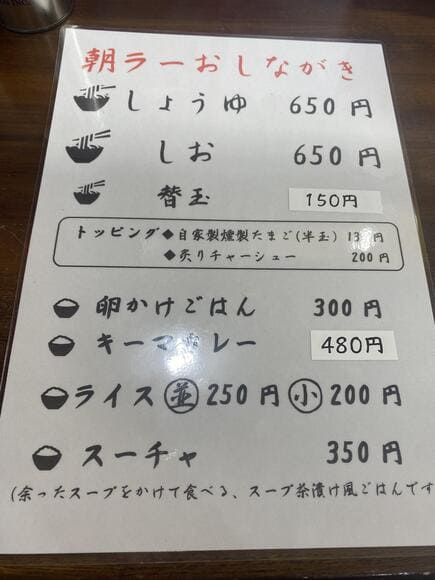 朝ラーおしながき
しょうゆ 650円
しお 650円
替玉 150円
トッピング◆自家製燻製たまご(半玉)
◆炙りチャーシュー 200円
卵かけごはん 300円
キーマカレー 480円
ライス 並 250円 小 200円
スーチャ 350円
(余ったスープをかけて食べる、スープ茶漬け風ごはんです